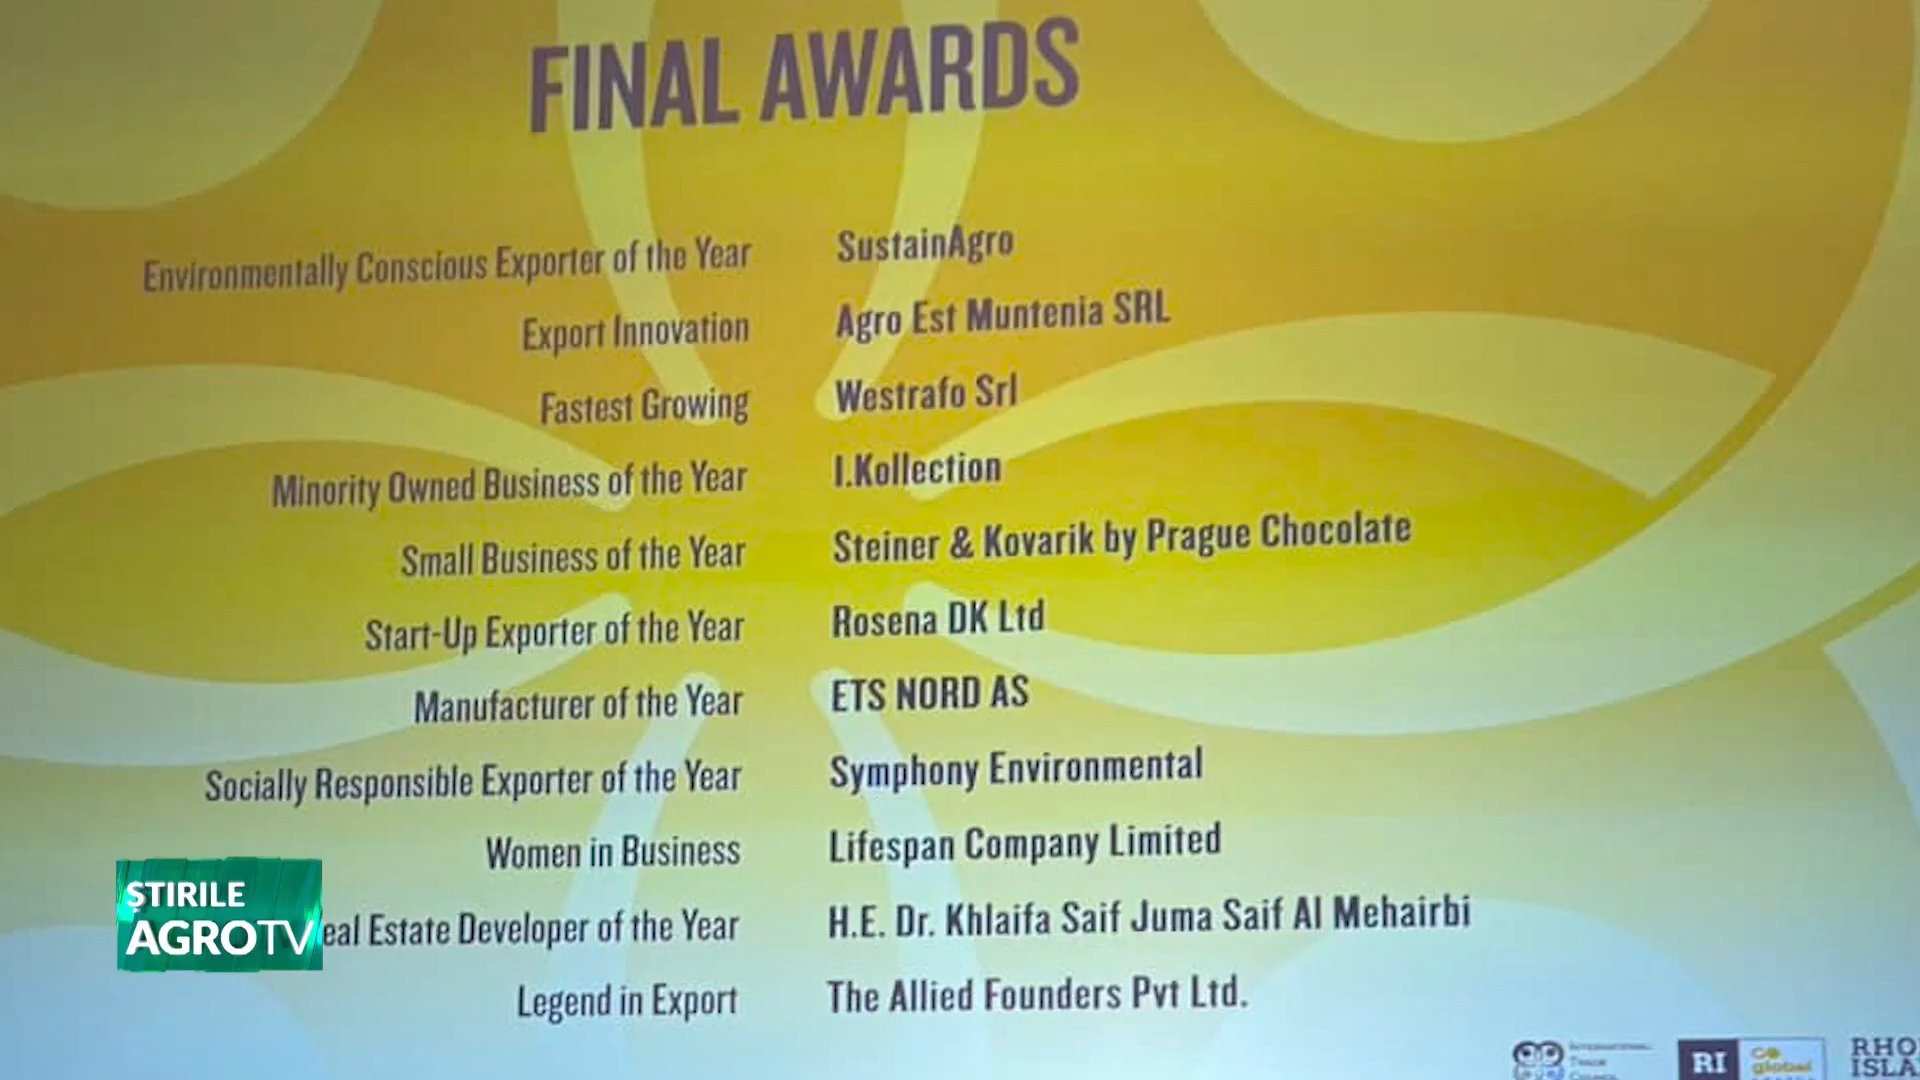 FINAL AWARDS
Environmentally Conscious Exporter of the Year SustainAgro
Export Innovation Agro Est Muntenia SRL
Fastest Growing Westrafo Srl
Minority Owned Business of the Year I.Kollection
Small Business of the Year Steiner & Kovarik by Prague Chocolate
Start-Up Exporter of the Year Rosena DK Ltd
Manufacturer of the Year ETS NORD AS
Socially Responsible Exporter of the Year Symphony Environmental
Women in Business Lifespan Company Limited
eal Estate Developer of the Year H.E. Dr. Khlaifa Saif Juma Saif Al Mehairbi
Legend in Export The Allied Founders Pvt Ltd.
ȘTIRILE
AGROTV
RI
global
RHO
ISLA